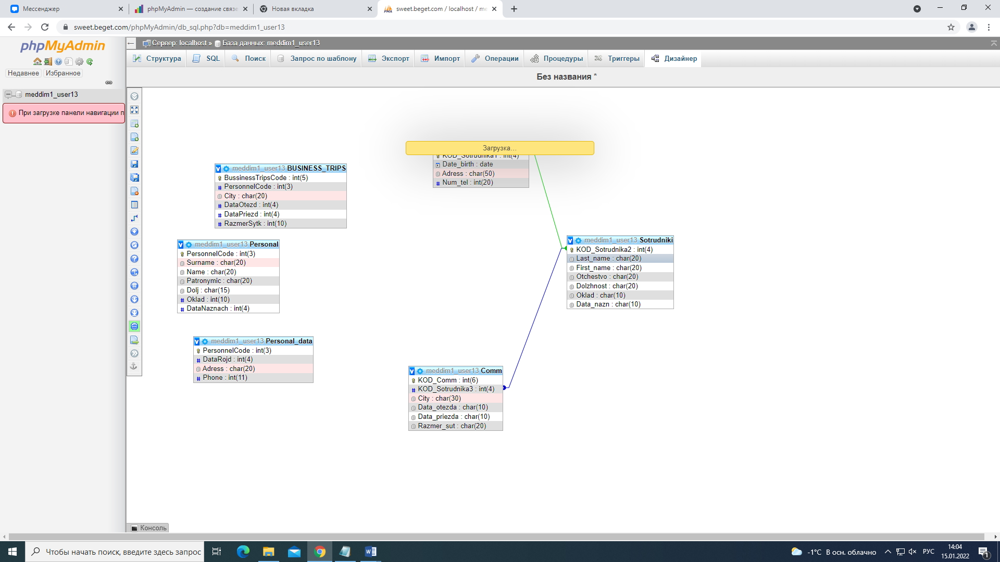 Мессенджер
phpMyAdmin — создание связе
Новая вкладка
sweet.beget.com / localhost / me
sweet.beget.com/phpMyAdmin/db_sql.php?db=meddim1_user13
phpMyAdmin
Недавнее Избранное
meddim1_user13
При загрузке панели навигации п
Сервер: localhost » База данных: meddim1_user13
Структура SQL Поиск Запрос по шаблону Экспорт Импорт Операции Процедуры Триггеры Дизайнер
Без названия *
Загрузка…
KOD_Sotrudnika1 : int(4)
Date_birth : date
Adress : char(50)
Num_tel : int(20)
meddim1_user13 BUSINESS_TRIPS
BussinessTripsCode : int(5)
PersonnelCode : int(3)
City : char(20)
DataOtezd : int(4)
DataPriezd : int(4)
RazmerSytk : int(10)
meddim1_user13 Personal
PersonnelCode : int(3)
Surname : char(20)
Name : char(20)
Patronymic : char(20)
Dolj : char(15)
Oklad : int(10)
DataNaznach : int(4)
meddim1_user13 Sotrudniki
KOD_Sotrudnika2 : int(4)
Last_name : char(20)
First_name : char(20)
Otchestvo : char(20)
Dolzhnost : char(20)
Oklad : char(10)
Data_nazn : char(10)
meddim1_user13 Personal_data
PersonnelCode : int(3)
DataRojd : int(4)
Adress : char(20)
Phone : int(11)
meddim1_user13 Comm
KOD_Comm : int(6)
KOD_Sotrudnika3 : int(4)
City : char(30)
Data_otezda : char(10)
Data_priezda : char(10)
Razmer_sut : char(20)
Консоль
Чтобы начать поиск, введите здесь запрос
-1°C В осн. облачно
РУС
14:04
15.01.2022
1